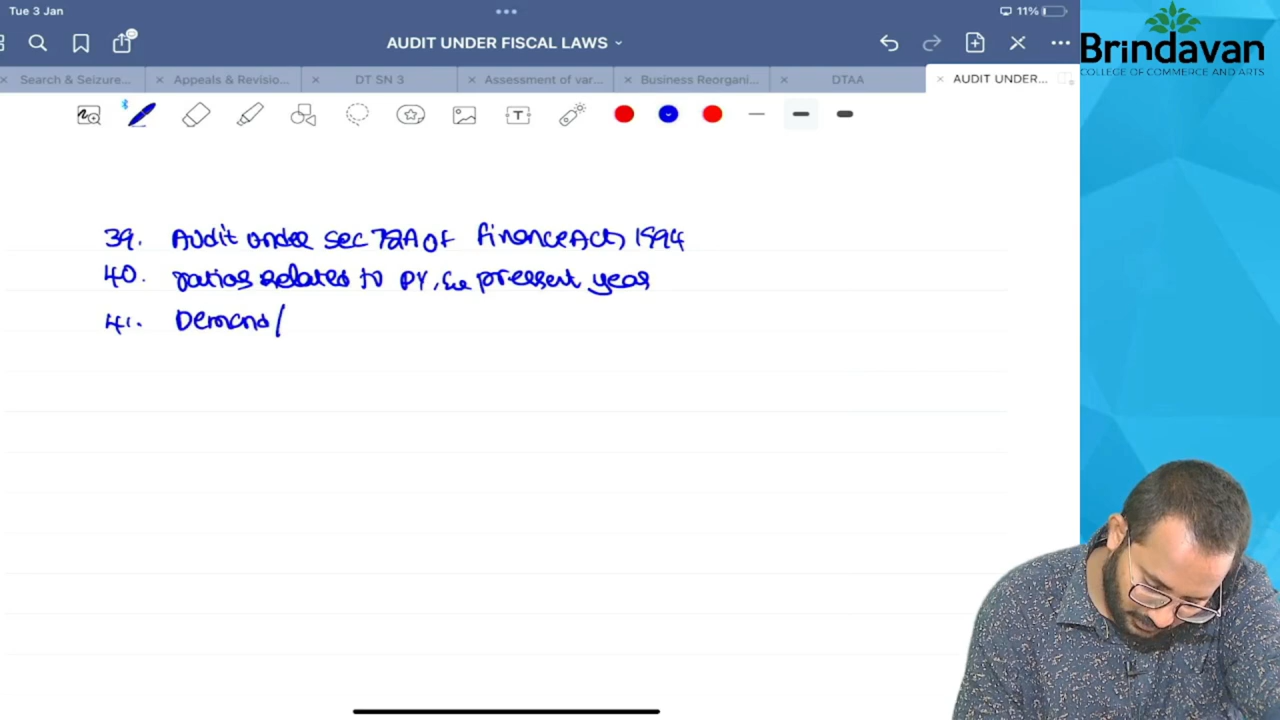 Tue 3 Jan
11%
AUDIT UNDER FISCAL LAWS
Search & Seizure...
Appeals & Revisio...
DT SN 3
Assessment of var...
Business Reorgani...
DTAA
AUDIT UNDER...
T
Brindavan
COLLEGE OF COMMERCE AND ARTS
39. Audit under sec 72A of Finance Act, 1994
40. ratios related to PY, & present year
41. Demand/